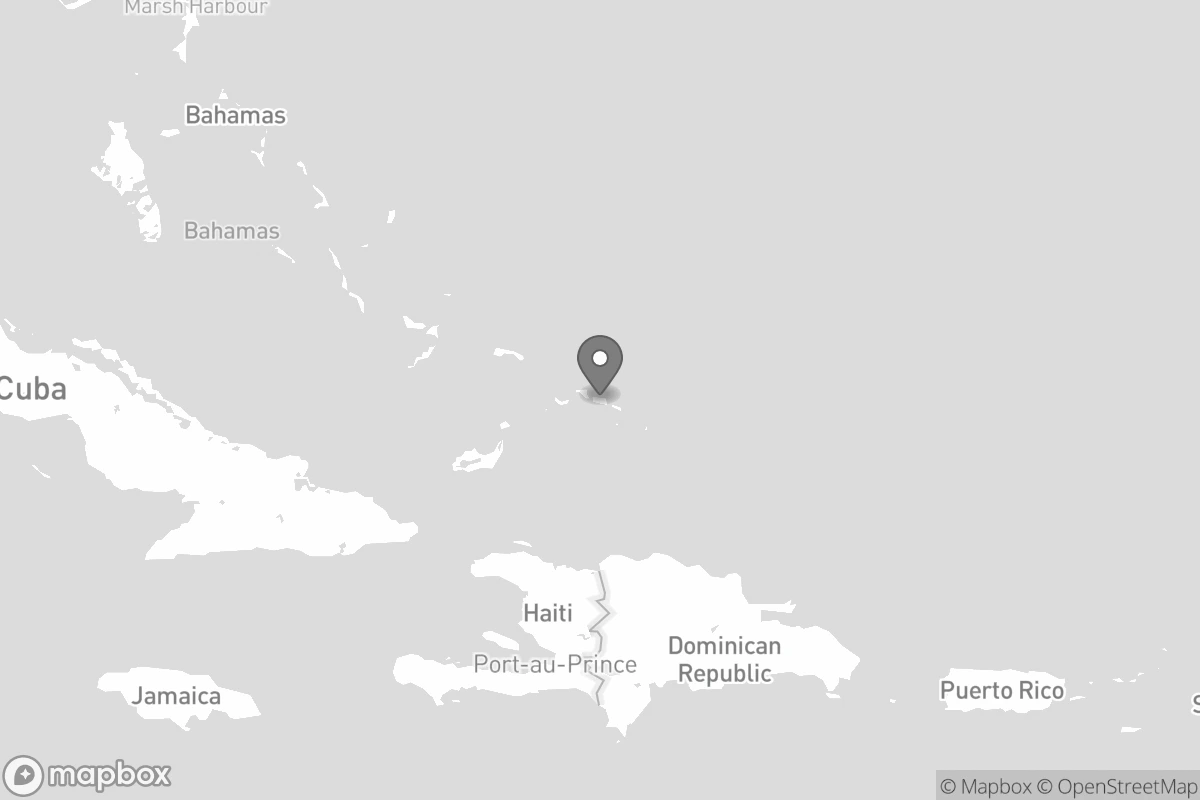 Marsh Harbour
Bahamas
Bahamas
Cuba
Haiti
Port-au-Prince
Dominican
Republic
Jamaica
Puerto Rico
S
mapbox
© Mapbox © OpenStreetMap